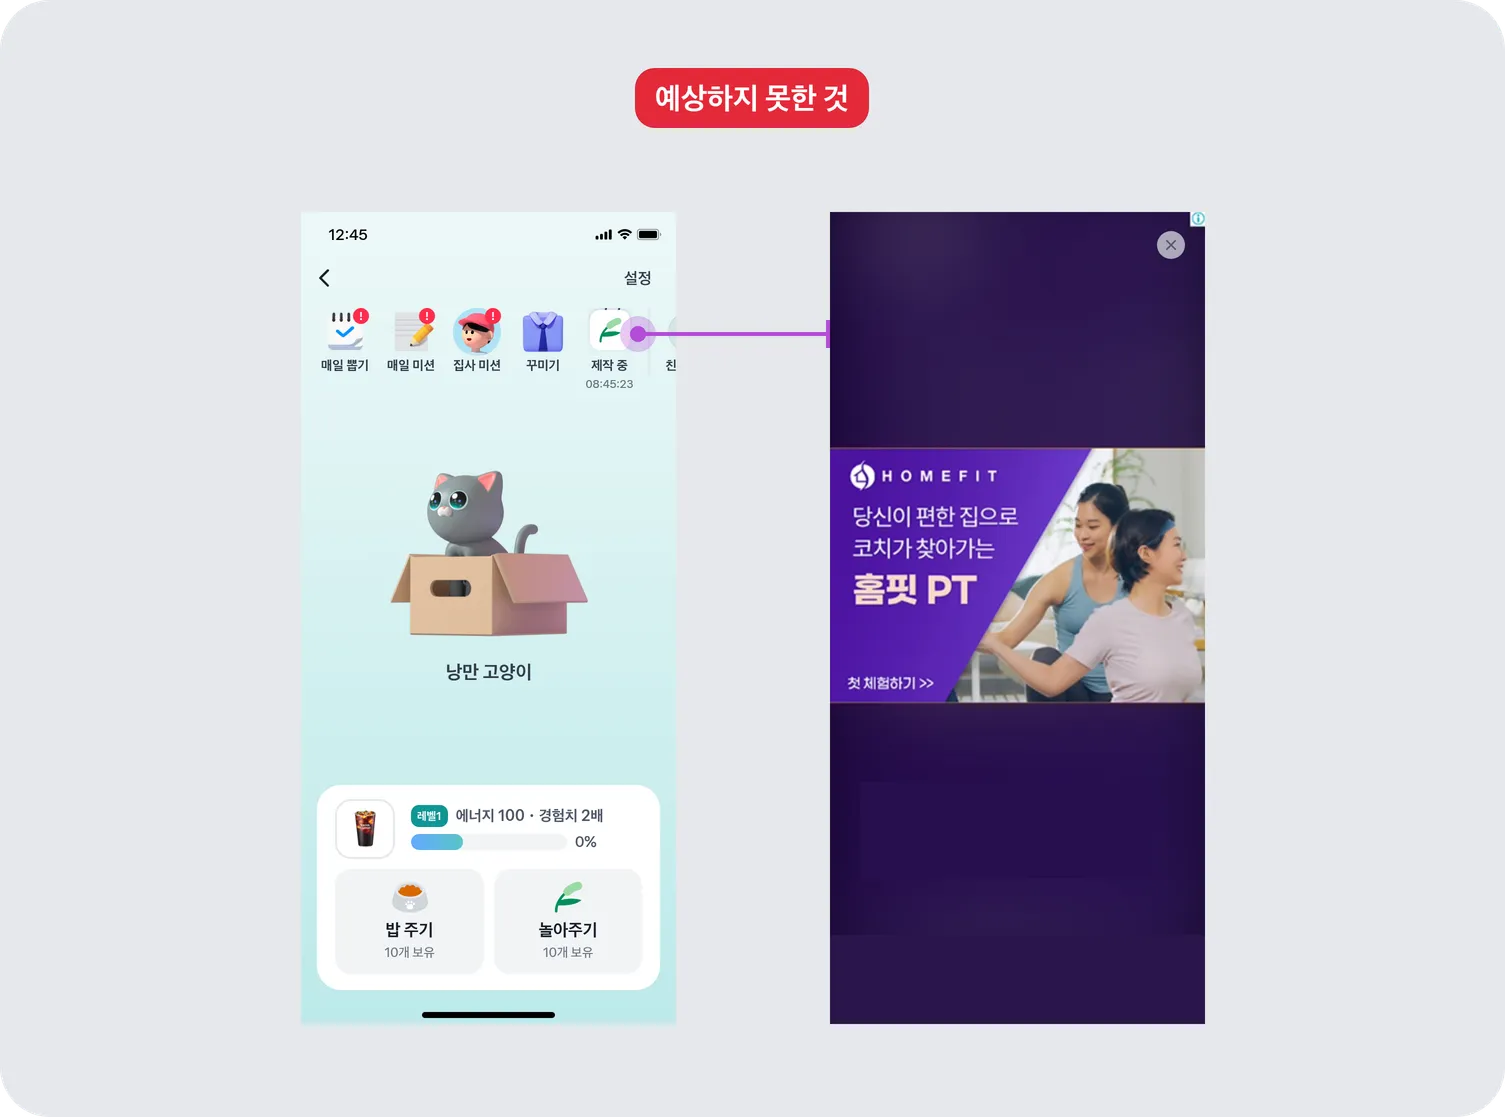 예상하지 못한 것
12:45
설정
매일 뽑기
매일 미션
집사 미션
꾸미기
제작 중
친
08:45:23
낭만 고양이
레벨1 에너지 100 · 경험치 2배
0%
밥 주기
10개 보유
놀아주기
10개 보유
HOMEFIT
당신이 편한 집으로
코치가 찾아가는
홈핏 PT
첫 체험하기 >>